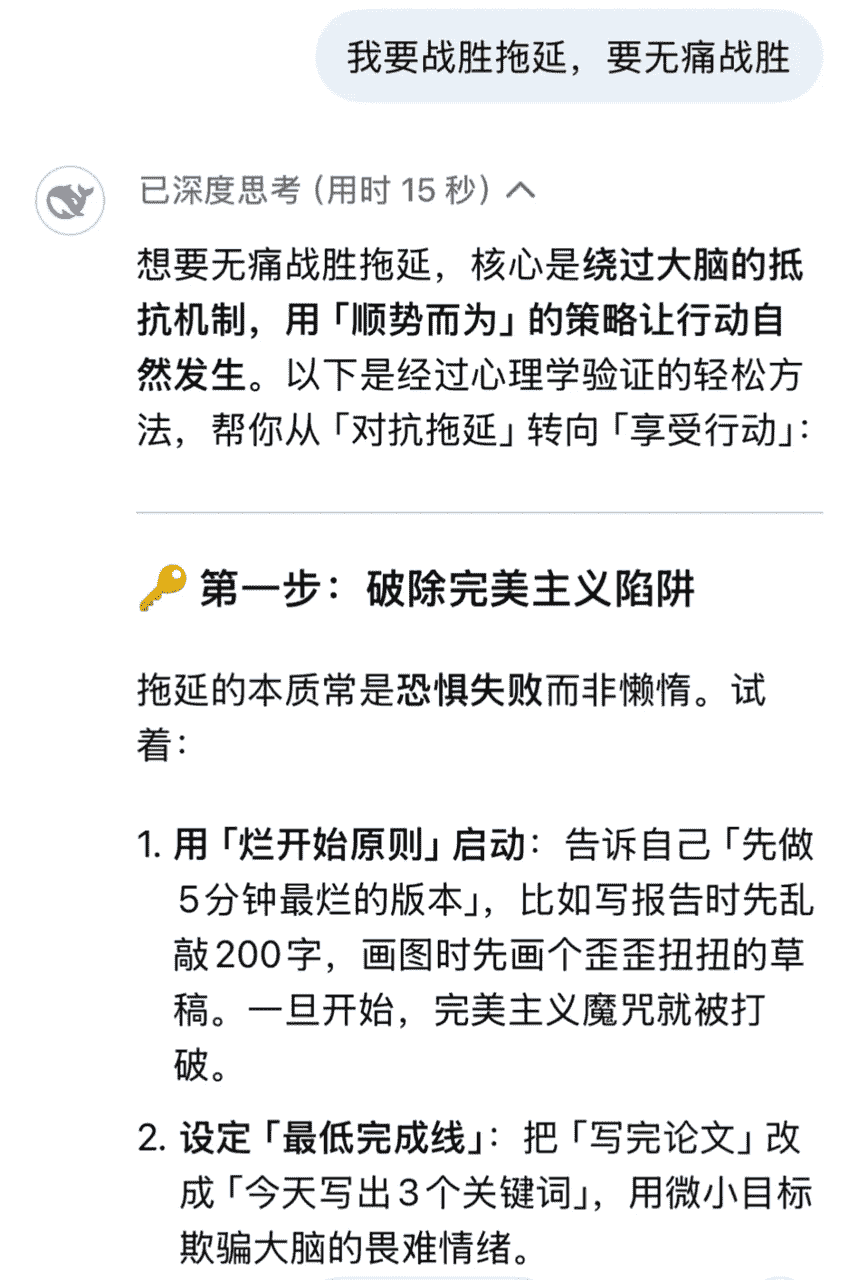 我要战胜拖延，要无痛战胜
已深度思考（用时 15 秒）
想要无痛战胜拖延，核心是绕过大脑的抵
抗机制，用「顺势而为」的策略让行动自
然发生。以下是经过心理学验证的轻松方
法，帮你从「对抗拖延」转向「享受行动」：
第一步：破除完美主义陷阱
拖延的本质常是恐惧失败而非懒惰。试
着：
1. 用「烂开始原则」启动：告诉自己「先做
5分钟最烂的版本」，比如写报告时先乱
敲200字，画图时先画个歪歪扭扭的草
稿。一旦开始，完美主义魔咒就被打
破。
2. 设定「最低完成线」：把「写完论文」改
成「今天写出3个关键词」，用微小目标
欺骗大脑的畏难情绪。